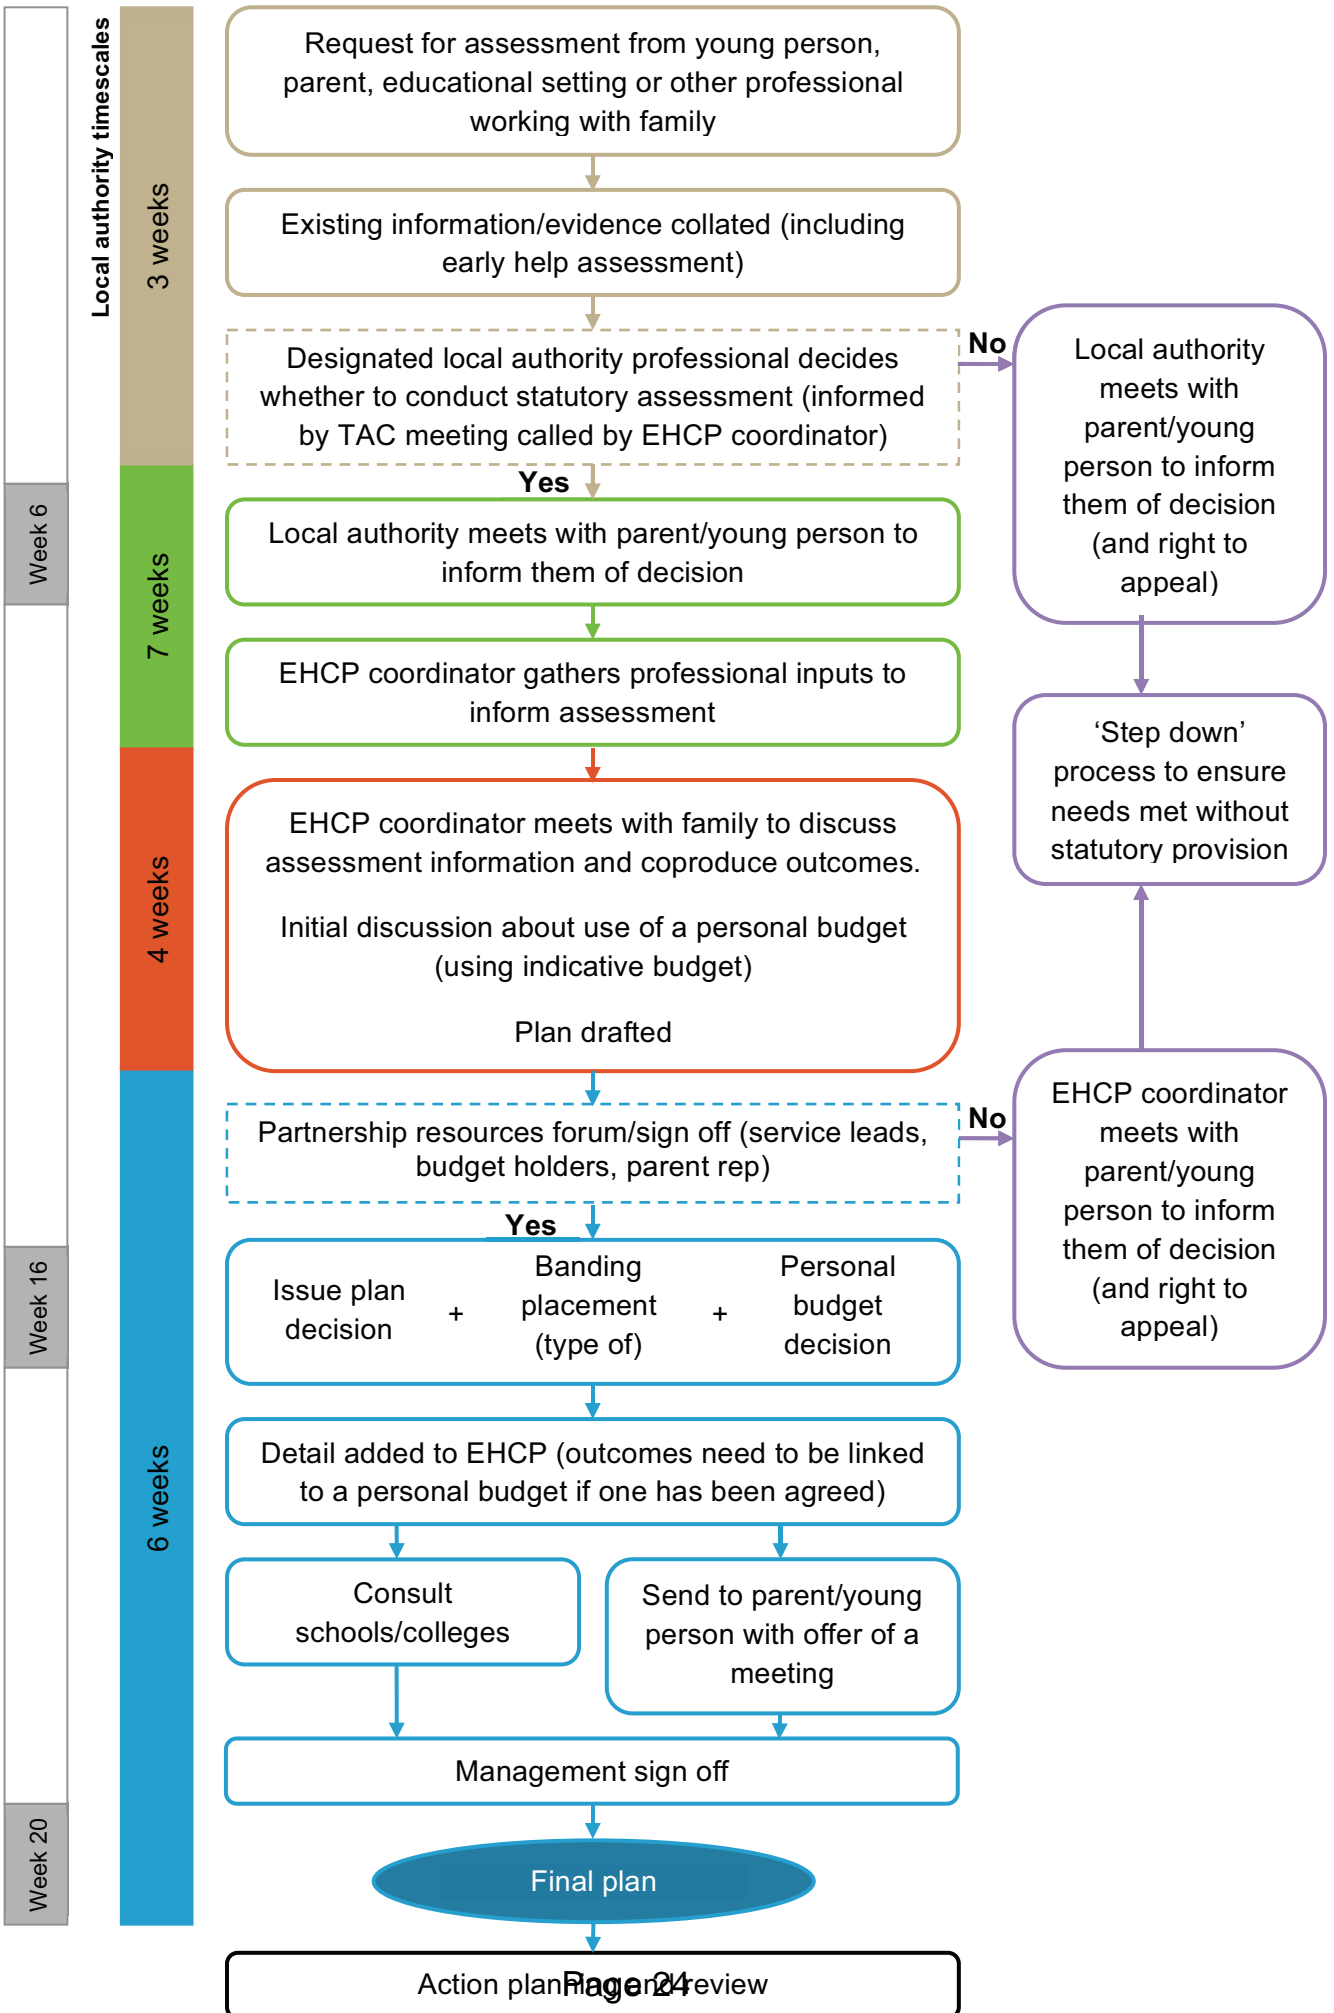 Local authority timescales
3 weeks
7 weeks
4 weeks
6 weeks
Week 6
Week 16
Week 20
Request for assessment from young person,
parent, educational setting or other professional
working with family
Existing information/evidence collated (including
early help assessment)
Designated local authority professional decides
whether to conduct statutory assessment (informed
by TAC meeting called by EHCP coordinator)
No
Local authority
meets with
parent/young
person to inform
them of decision
(and right to
appeal)
Yes
Local authority meets with parent/young person to
inform them of decision
EHCP coordinator gathers professional inputs to
inform assessment
‘Step down’
process to ensure
needs met without
statutory provision
EHCP coordinator meets with family to discuss
assessment information and coproduce outcomes.
Initial discussion about use of a personal budget
(using indicative budget)
Plan drafted
Partnership resources forum/sign off (service leads,
budget holders, parent rep)
No
EHCP coordinator
meets with
parent/young
person to inform
them of decision
(and right to
appeal)
Yes
Issue plan
decision
+
Banding
placement
(type of)
+
Personal
budget
decision
Detail added to EHCP (outcomes need to be linked
to a personal budget if one has been agreed)
Consult
schools/colleges
Send to parent/young
person with offer of a
meeting
Management sign off
Final plan
Action planning and review
Page 24